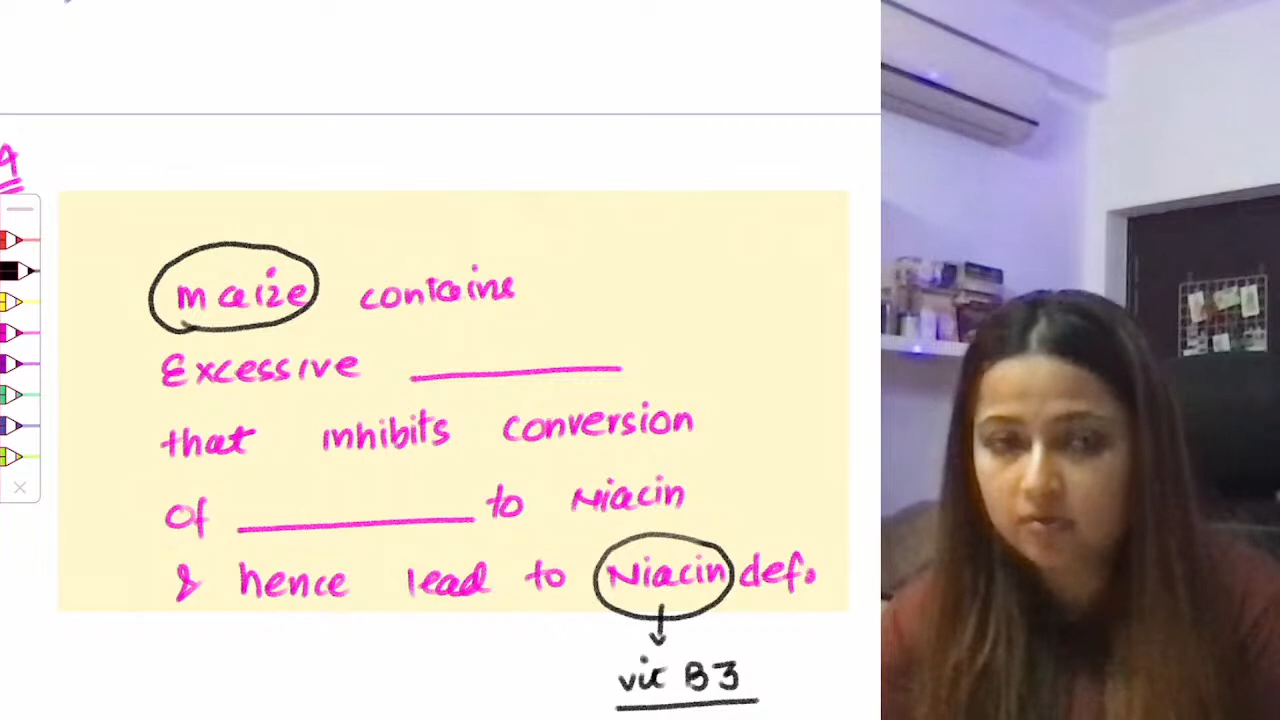 maize contains
Excessive ________
that inhibits conversion
of ________ to Niacin
& hence lead to Niacin def.
vit B3